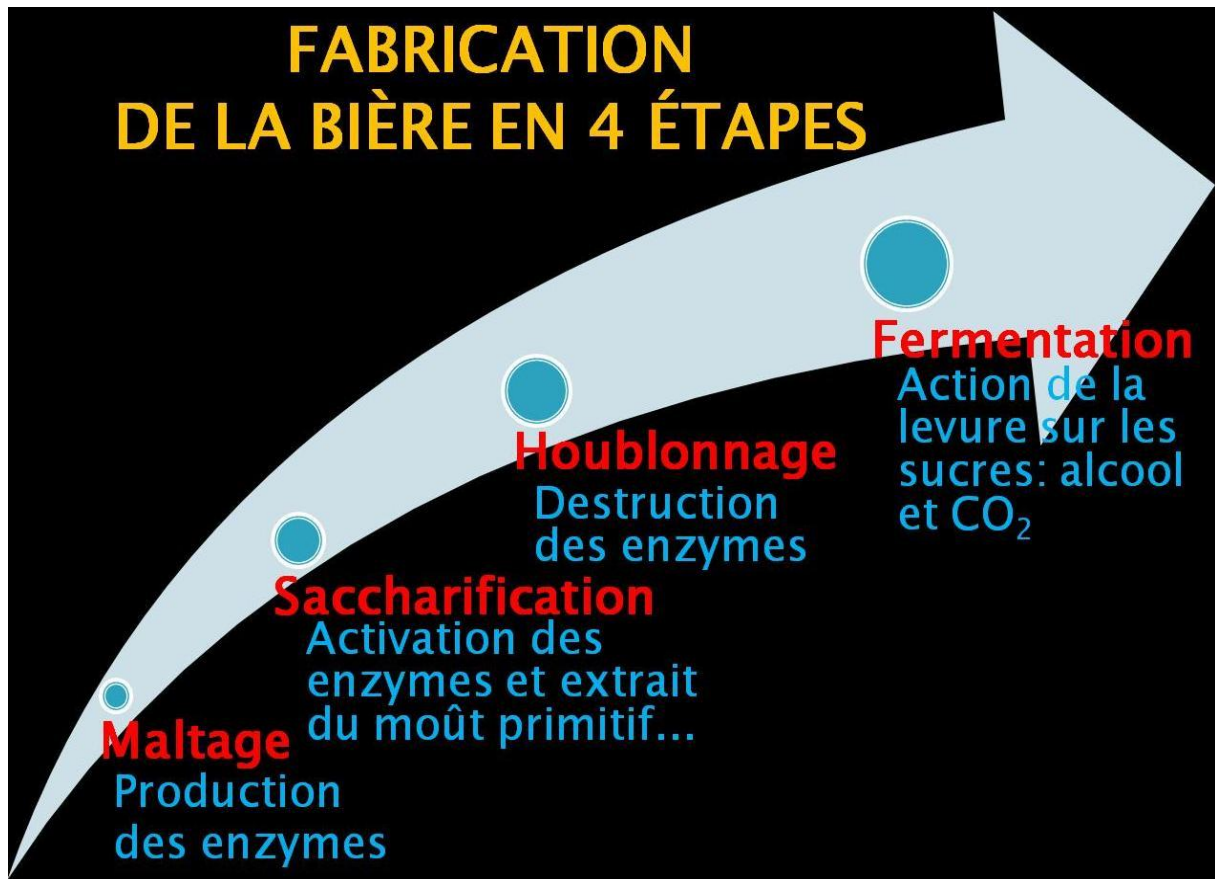 FABRICATION
DE LA BIÈRE EN 4 ÉTAPES
Maltage
Production
des enzymes
Saccharification
Activation des
enzymes et extrait
du moût primitif...
Houblonnage
Destruction
des enzymes
Fermentation
Action de la
levure sur les
sucres: alcool
et CO₂